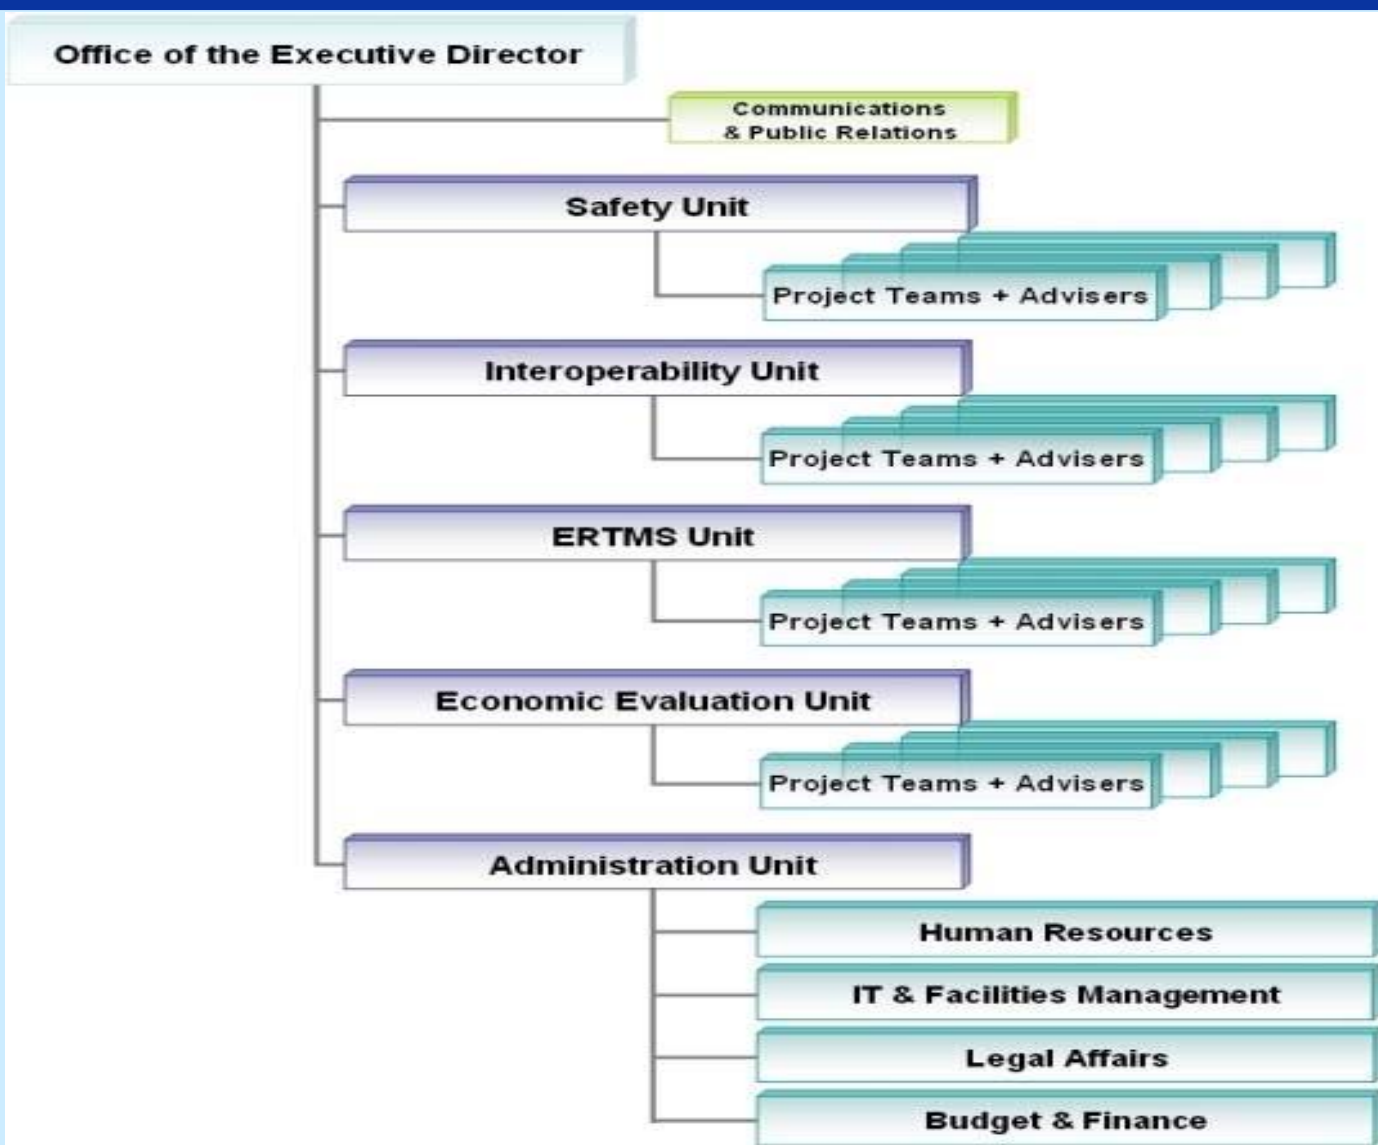 Office of the Executive Director
Communications
& Public Relations
Safety Unit
Project Teams + Advisers
Interoperability Unit
Project Teams + Advisers
ERTMS Unit
Project Teams + Advisers
Economic Evaluation Unit
Project Teams + Advisers
Administration Unit
Human Resources
IT & Facilities Management
Legal Affairs
Budget & Finance